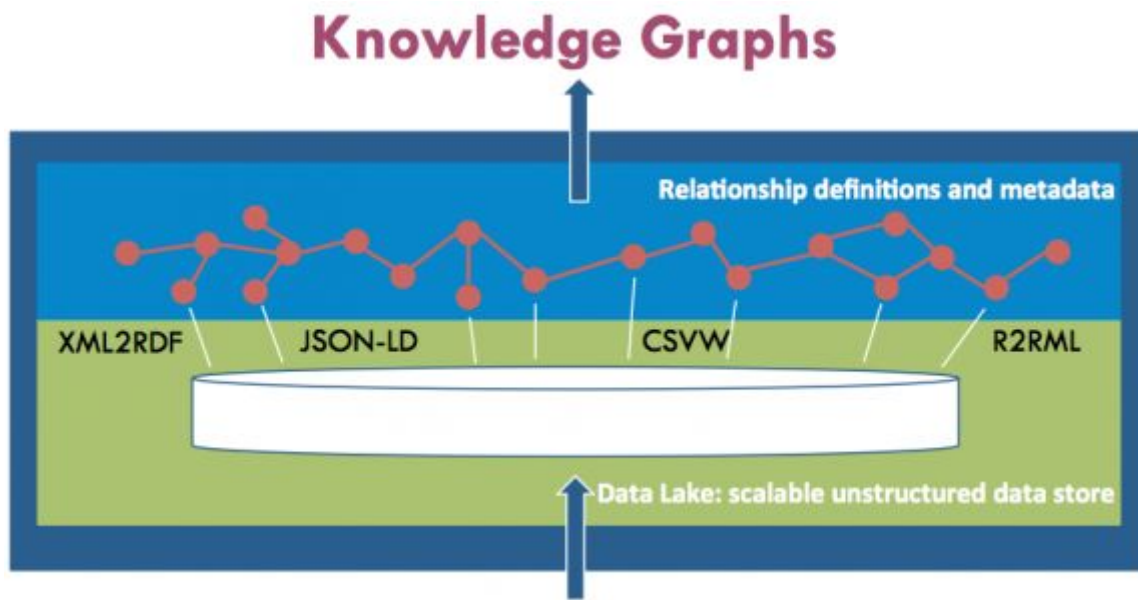 Knowledge Graphs
Relationship definitions and metadata
XML2RDF JSON-LD CSVW R2RML
Data Lake: scalable unstructured data store